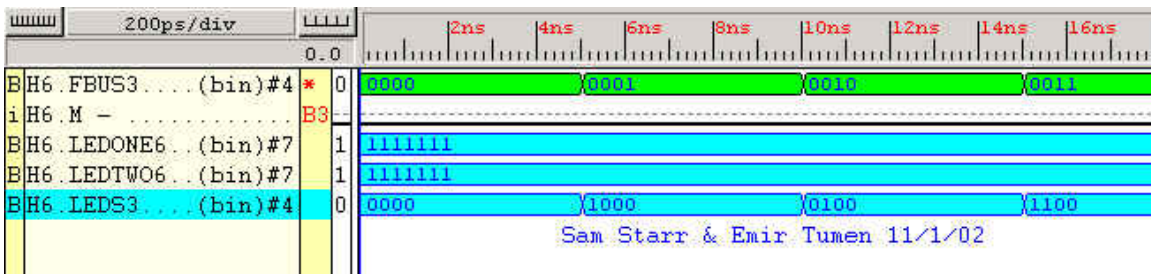 200ps/div 2ns 4ns 6ns 8ns 10ns 12ns 14ns 16ns
0.0
B H6.FBUS3....(bin)#4 * 0 0000 0001 0010 0011
i H6.M - ............. B3
B H6.LEDONE6..(bin)#7 1 1111111
B H6.LEDTWO6..(bin)#7 1 1111111
B H6.LEDS3....(bin)#4 0 0000 1000 0100 1100
Sam Starr & Emir Tumen 11/1/02